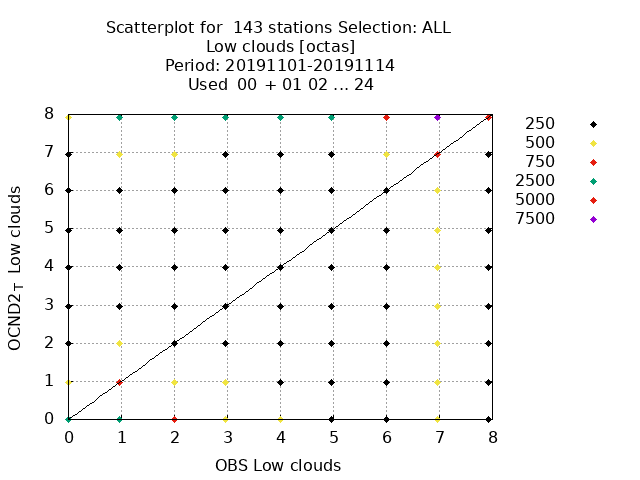 Scatterplot for  143 stations Selection: ALL
Low clouds [octas]
Period: 20191101-20191114
Used  00  + 01 02 ... 24
8
7
6
5
4
3
2
1
0
0 1 2 3 4 5 6 7 8
OCND2T  Low clouds
OBS Low clouds
250
500
750
2500
5000
7500